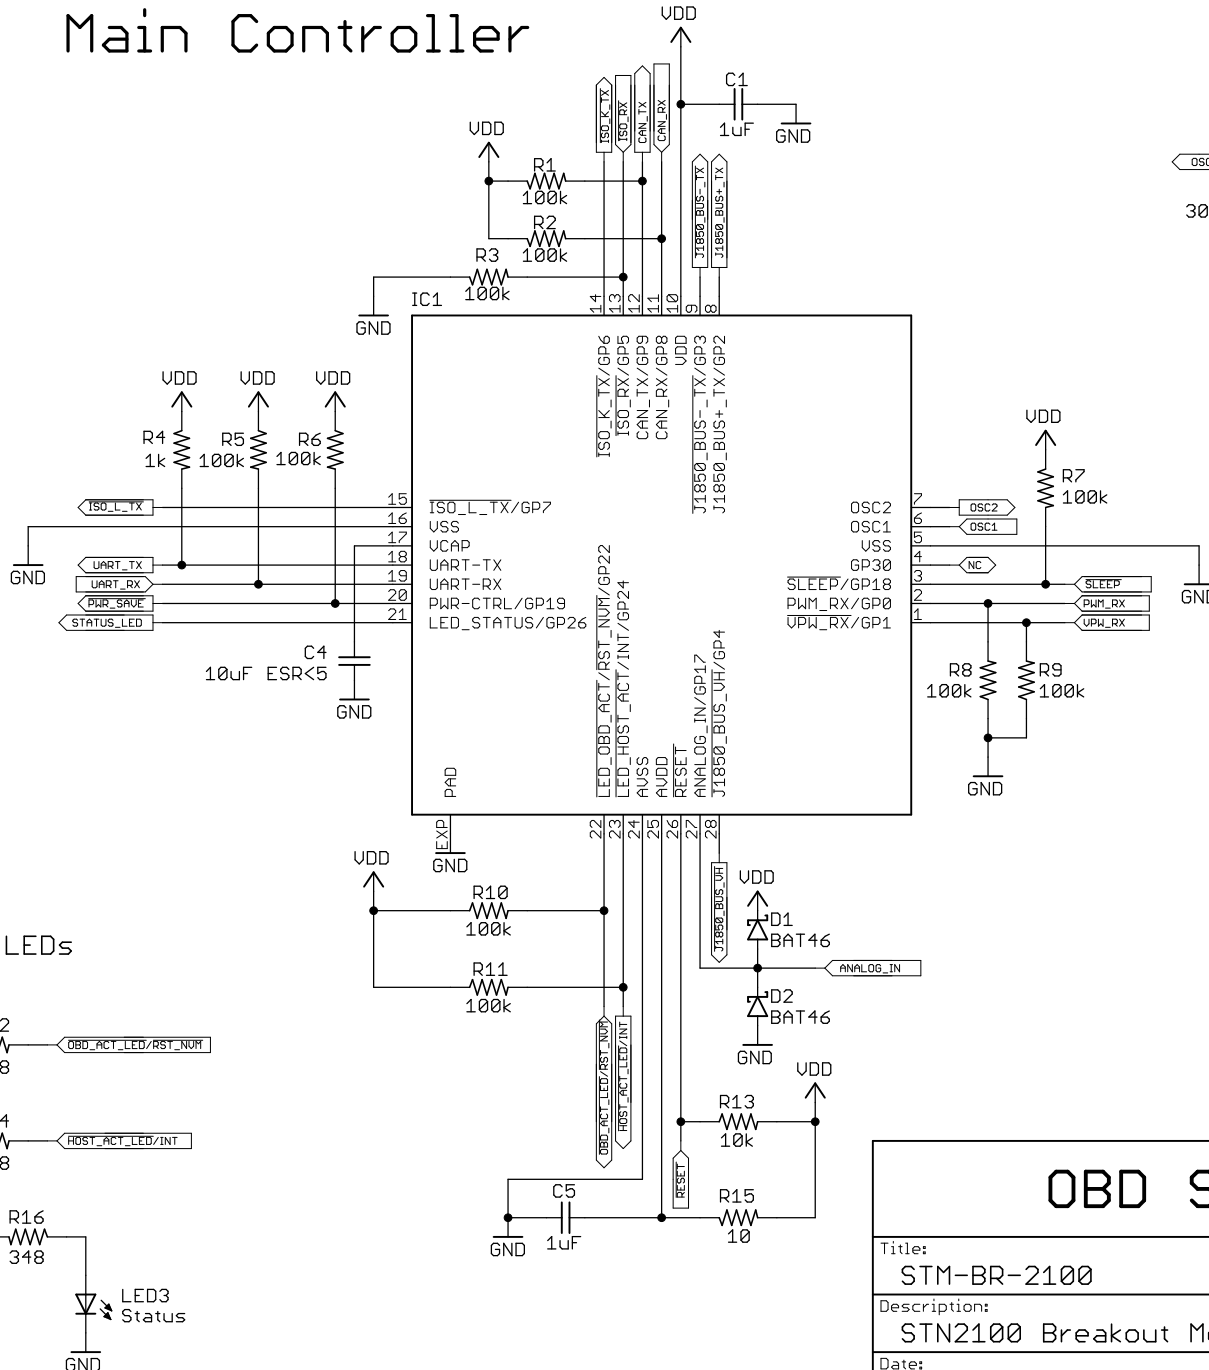 Main Controller
VDD
C1
1uF
GND
ISO_K_TX
ISO_RX
CAN_TX
CAN_RX
J1850_BUS-_TX
J1850_BUS+_TX
VDD
R1
100k
R2
100k
R3
100k
GND
OSC
30
IC1
14
13
12
11
10
9
8
ISO_K_TX/GP6
ISO_RX/GP5
CAN_TX/GP9
CAN_RX/GP8
VDD
J1850_BUS-_TX/GP3
J1850_BUS+_TX/GP2
VDD
VDD
VDD
R4
1k
R5
100k
R6
100k
ISO_L_TX
15
ISO_L_TX/GP7
16
VSS
17
VCAP
UART_TX
18
UART-TX
UART_RX
19
UART-RX
PWR_SAVE
20
PWR-CTRL/GP19
STATUS_LED
21
LED_STATUS/GP26
GND
C4
10uF ESR<5
GND
VDD
R7
100k
OSC2
7
OSC2
OSC1
6
OSC1
VSS
5
GP30
4
NC
SLEEP/GP18
3
SLEEP
PWM_RX/GP0
2
PWM_RX
VPW_RX/GP1
1
VPW_RX
GND
R8
100k
R9
100k
GND
PAD
EXP
GND
LED_OBD_ACT/RST_NVM/GP22
LED_HOST_ACT/INT/GP24
AVSS
AVDD
RESET
ANALOG_IN/GP17
J1850_BUS_VH/GP4
22
23
24
25
26
27
28
VDD
R10
100k
R11
100k
J1850_BUS_VH
VDD
D1
BAT46
ANALOG_IN
D2
BAT46
GND
OBD_ACT_LED/RST_NVM
HOST_ACT_LED/INT
VDD
R13
10k
RESET
R15
10
C5
1uF
GND
LEDs
2
8
OBD_ACT_LED/RST_NVM
4
8
HOST_ACT_LED/INT
R16
348
LED3
Status
GND
OBD S
Title:
STM-BR-2100
Description:
STN2100 Breakout Mo
Date: